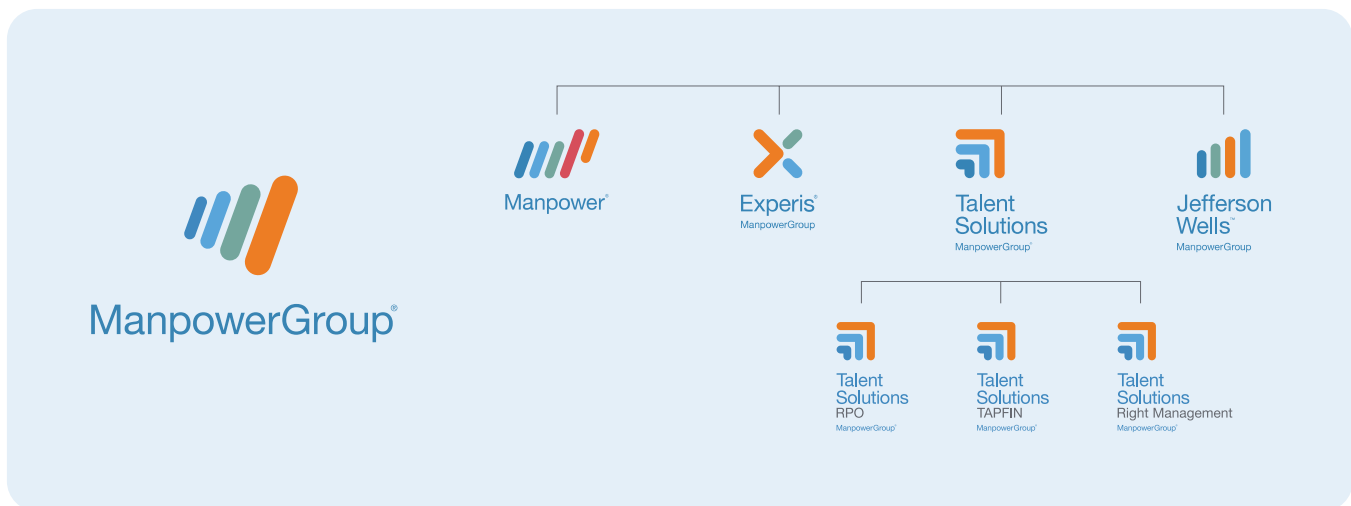 ManpowerGroup®
Manpower®
Experis®
ManpowerGroup
Talent
Solutions
ManpowerGroup®
Jefferson
Wells™
ManpowerGroup
Talent
Solutions
RPO
ManpowerGroup®
Talent
Solutions
TAPFIN
ManpowerGroup®
Talent
Solutions
Right Management
ManpowerGroup®